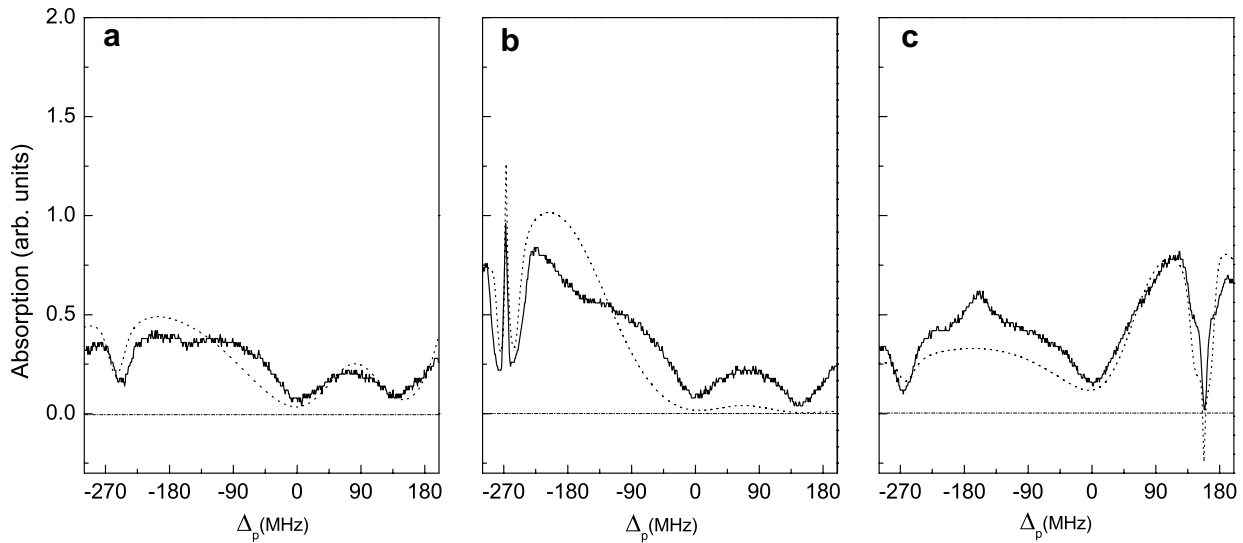 a b c
2.0
1.5
1.0
0.5
0.0
Absorption (arb. units)
-270 -180 -90 0 90 180 -270 -180 -90 0 90 180 -270 -180 -90 0 90 180
Δp(MHz) Δp(MHz) Δp(MHz)